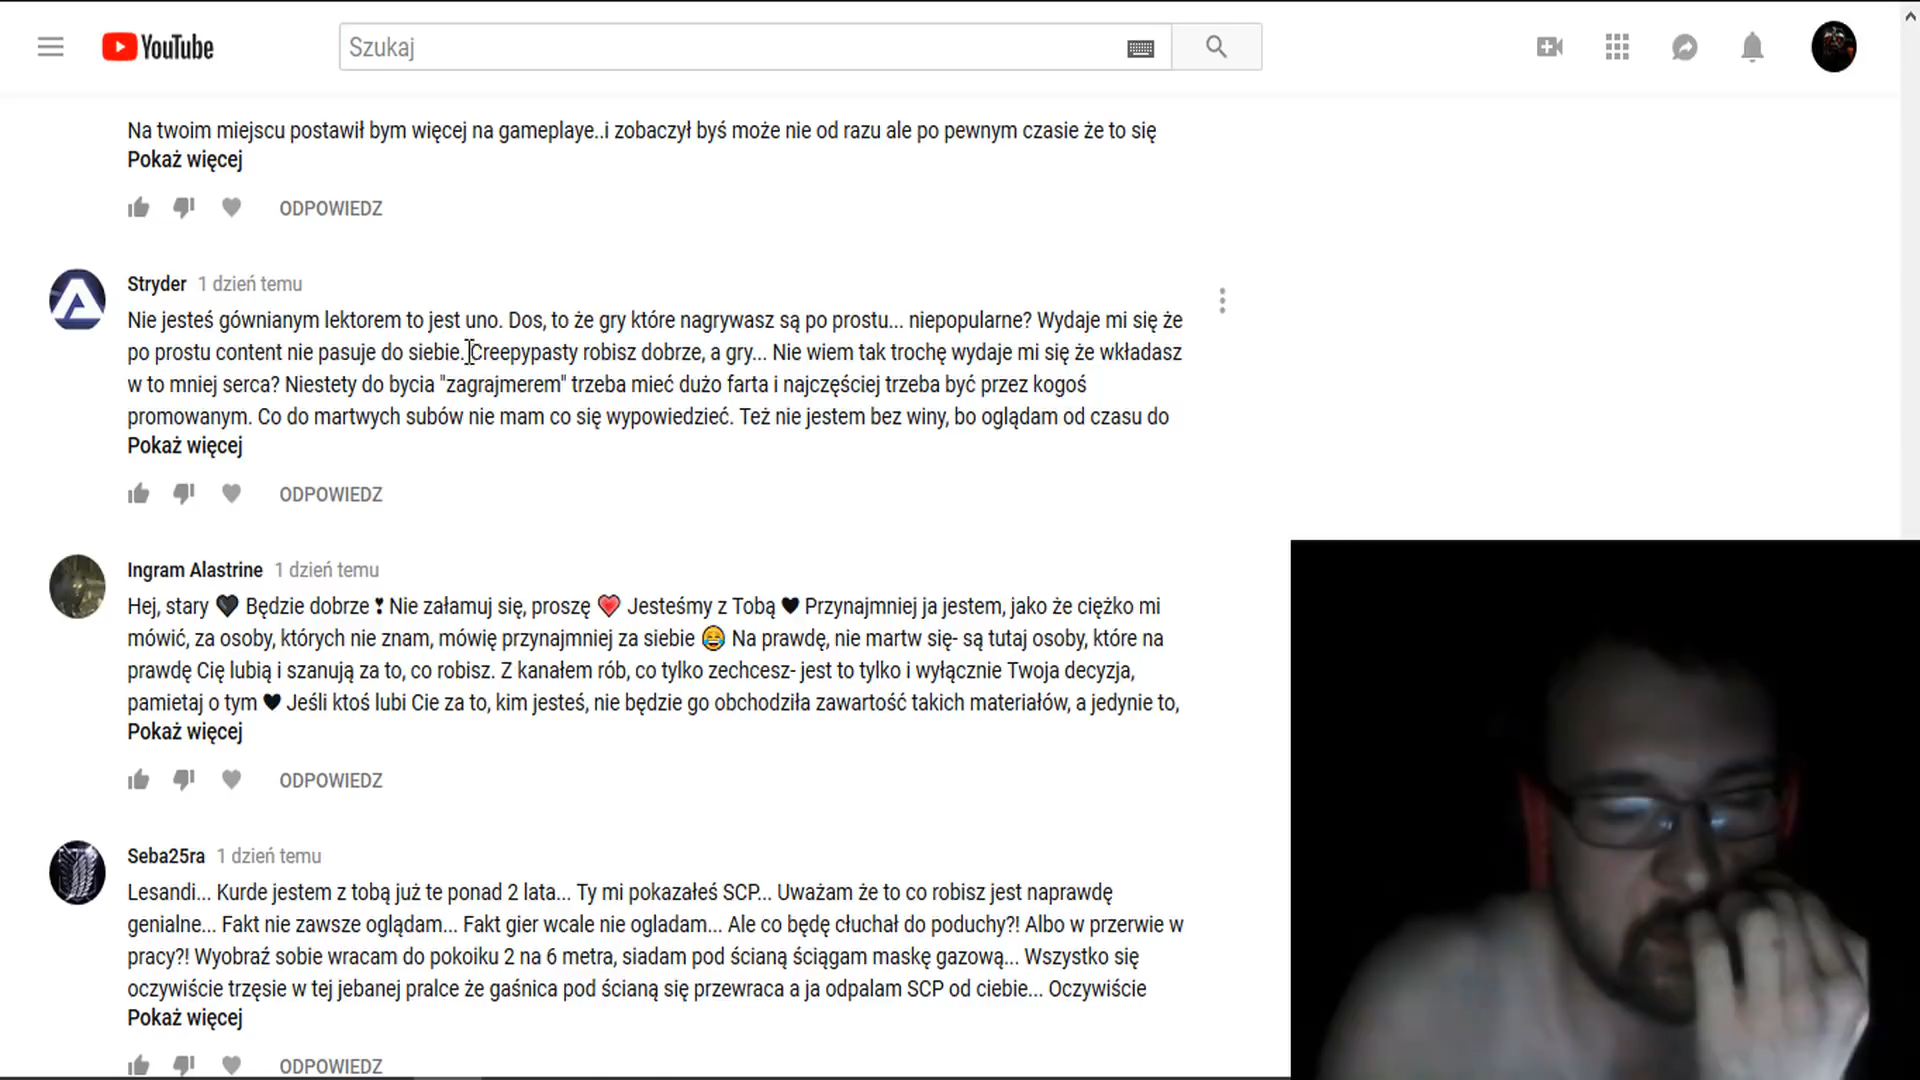 YouTube
Szukaj
Na twoim miejscu postawił bym więcej na gameplaye..i zobaczył byś może nie od razu ale po pewnym czasie że to się
Pokaż więcej
ODPOWIEDZ
Stryder 1 dzień temu
Nie jesteś gównianym lektorem to jest uno. Dos, to że gry które nagrywasz są po prostu... niepopularne? Wydaje mi się że
po prostu content nie pasuje do siebie. Creepypasty robisz dobrze, a gry... Nie wiem tak trochę wydaje mi się że wkładasz
w to mniej serca? Niestety do bycia "zagrajmerem" trzeba mieć dużo farta i najczęściej trzeba być przez kogoś
promowanym. Co do martwych subów nie mam co się wypowiedzieć. Też nie jestem bez winy, bo oglądam od czasu do
Pokaż więcej
ODPOWIEDZ
Ingram Alastrine 1 dzień temu
Hej, stary 🖤 Będzie dobrze ❣ Nie załamuj się, proszę ❤️ Jesteśmy z Tobą ♥ Przynajmniej ja jestem, jako że ciężko mi
mówić, za osoby, których nie znam, mówię przynajmniej za siebie 😂 Na prawdę, nie martw się- są tutaj osoby, które na
prawdę Cię lubią i szanują za to, co robisz. Z kanałem rób, co tylko zechcesz- jest to tylko i wyłącznie Twoja decyzja,
pamietaj o tym ♥ Jeśli ktoś lubi Cie za to, kim jesteś, nie będzie go obchodziła zawartość takich materiałów, a jedynie to,
Pokaż więcej
ODPOWIEDZ
Seba25ra 1 dzień temu
Lesandi... Kurde jestem z tobą już te ponad 2 lata... Ty mi pokazałeś SCP... Uważam że to co robisz jest naprawdę
genialne... Fakt nie zawsze oglądam... Fakt gier wcale nie ogladam... Ale co będę cłuchał do poduchy?! Albo w przerwie w
pracy?! Wyobraź sobie wracam do pokoiku 2 na 6 metra, siadam pod ścianą ściągam maskę gazową... Wszystko się
oczywiście trzęsie w tej jebanej pralce że gaśnica pod ścianą się przewraca a ja odpalam SCP od ciebie... Oczywiście
Pokaż więcej
ODPOWIEDZ